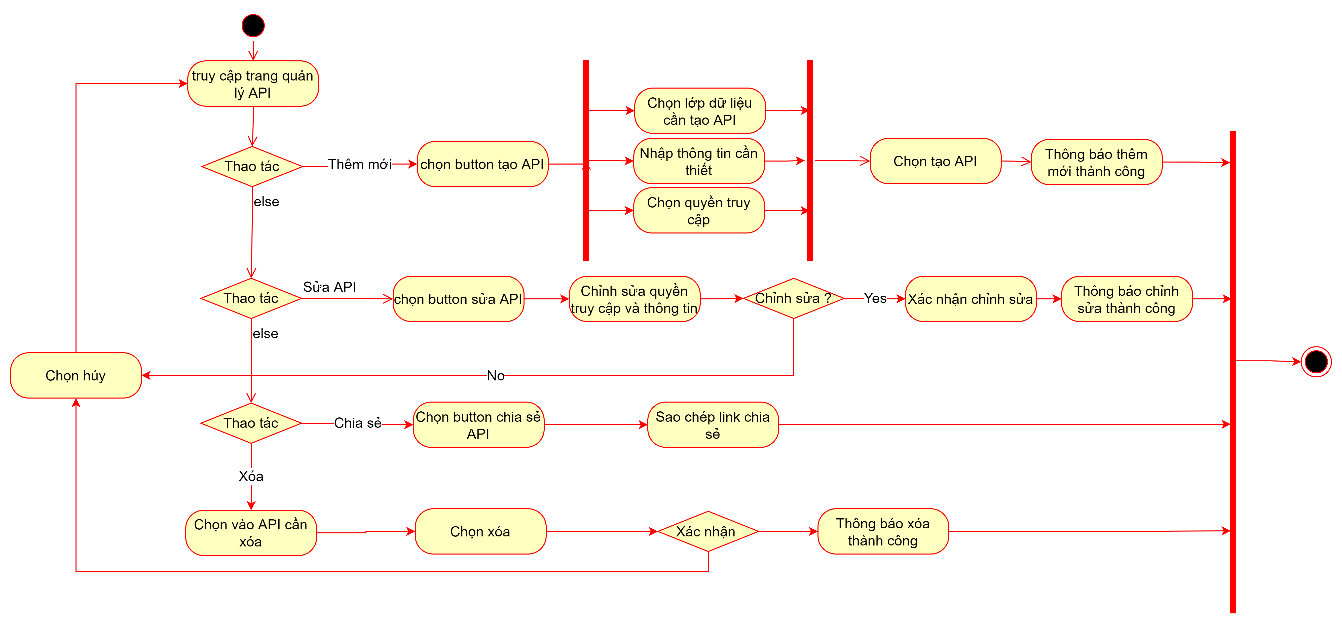 truy cập trang quản
lý API
Thao tác
Thêm mới
chọn button tạo API
Chọn lớp dữ liệu
cần tạo API
Nhập thông tin cần
thiết
Chọn quyền truy
cập
Chọn tạo API
Thông báo thêm
mới thành công
else
Thao tác
Sửa API
chọn button sửa API
Chỉnh sửa quyền
truy cập và thông tin
Chỉnh sửa ?
Yes
Xác nhận chỉnh sửa
Thông báo chỉnh
sửa thành công
else
Chọn hủy
No
Thao tác
Chia sẻ
Chọn button chia sẻ
API
Sao chép link chia
sẻ
Xóa
Chọn vào API cần
xóa
Chọn xóa
Xác nhận
Thông báo xóa
thành công